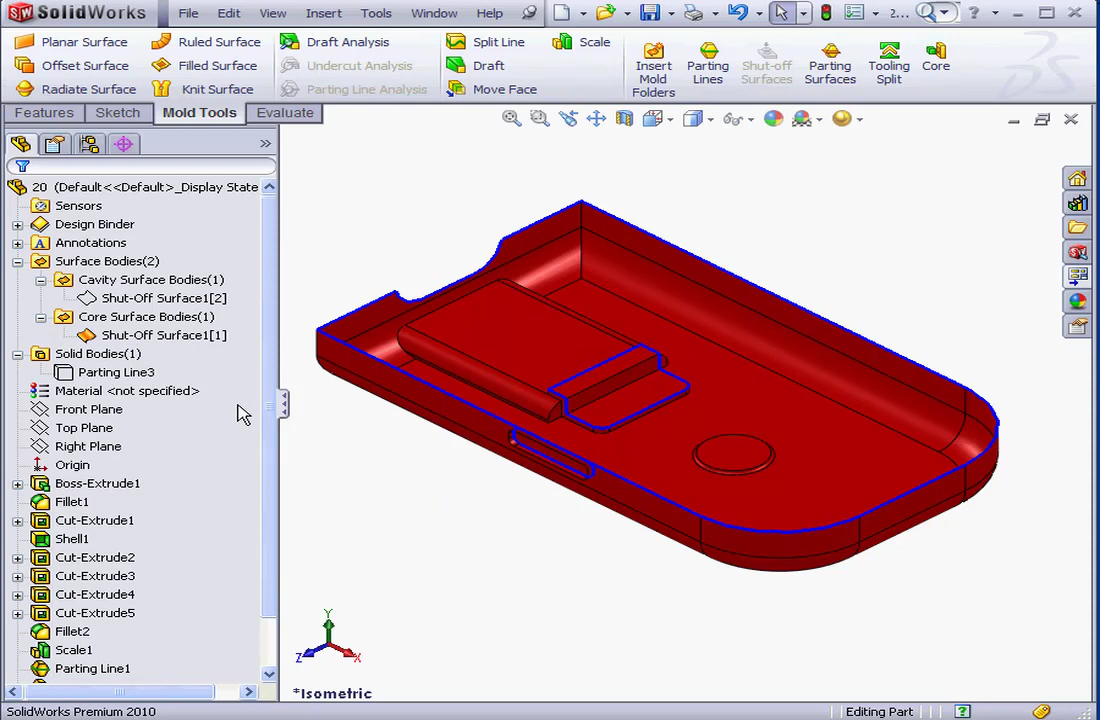 SolidWorks File Edit View Insert Tools Window Help 2... ?
Planar Surface Ruled Surface Draft Analysis Split Line Scale
Offset Surface Filled Surface Undercut Analysis Draft
Radiate Surface Knit Surface Parting Line Analysis Move Face
Insert Mold Folders
Parting Lines
Shut-off Surfaces
Parting Surfaces
Tooling Split
Core
Features Sketch Mold Tools Evaluate
20 (Default<<Default>_Display State
Sensors
Design Binder
Annotations
Surface Bodies(2)
Cavity Surface Bodies(1)
Shut-Off Surface1[2]
Core Surface Bodies(1)
Shut-Off Surface1[1]
Solid Bodies(1)
Parting Line3
Material <not specified>
Front Plane
Top Plane
Right Plane
Origin
Boss-Extrude1
Fillet1
Cut-Extrude1
Shell1
Cut-Extrude2
Cut-Extrude3
Cut-Extrude4
Cut-Extrude5
Fillet2
Scale1
Parting Line1
Y
Z X
*Isometric
SolidWorks Premium 2010 Editing Part ?